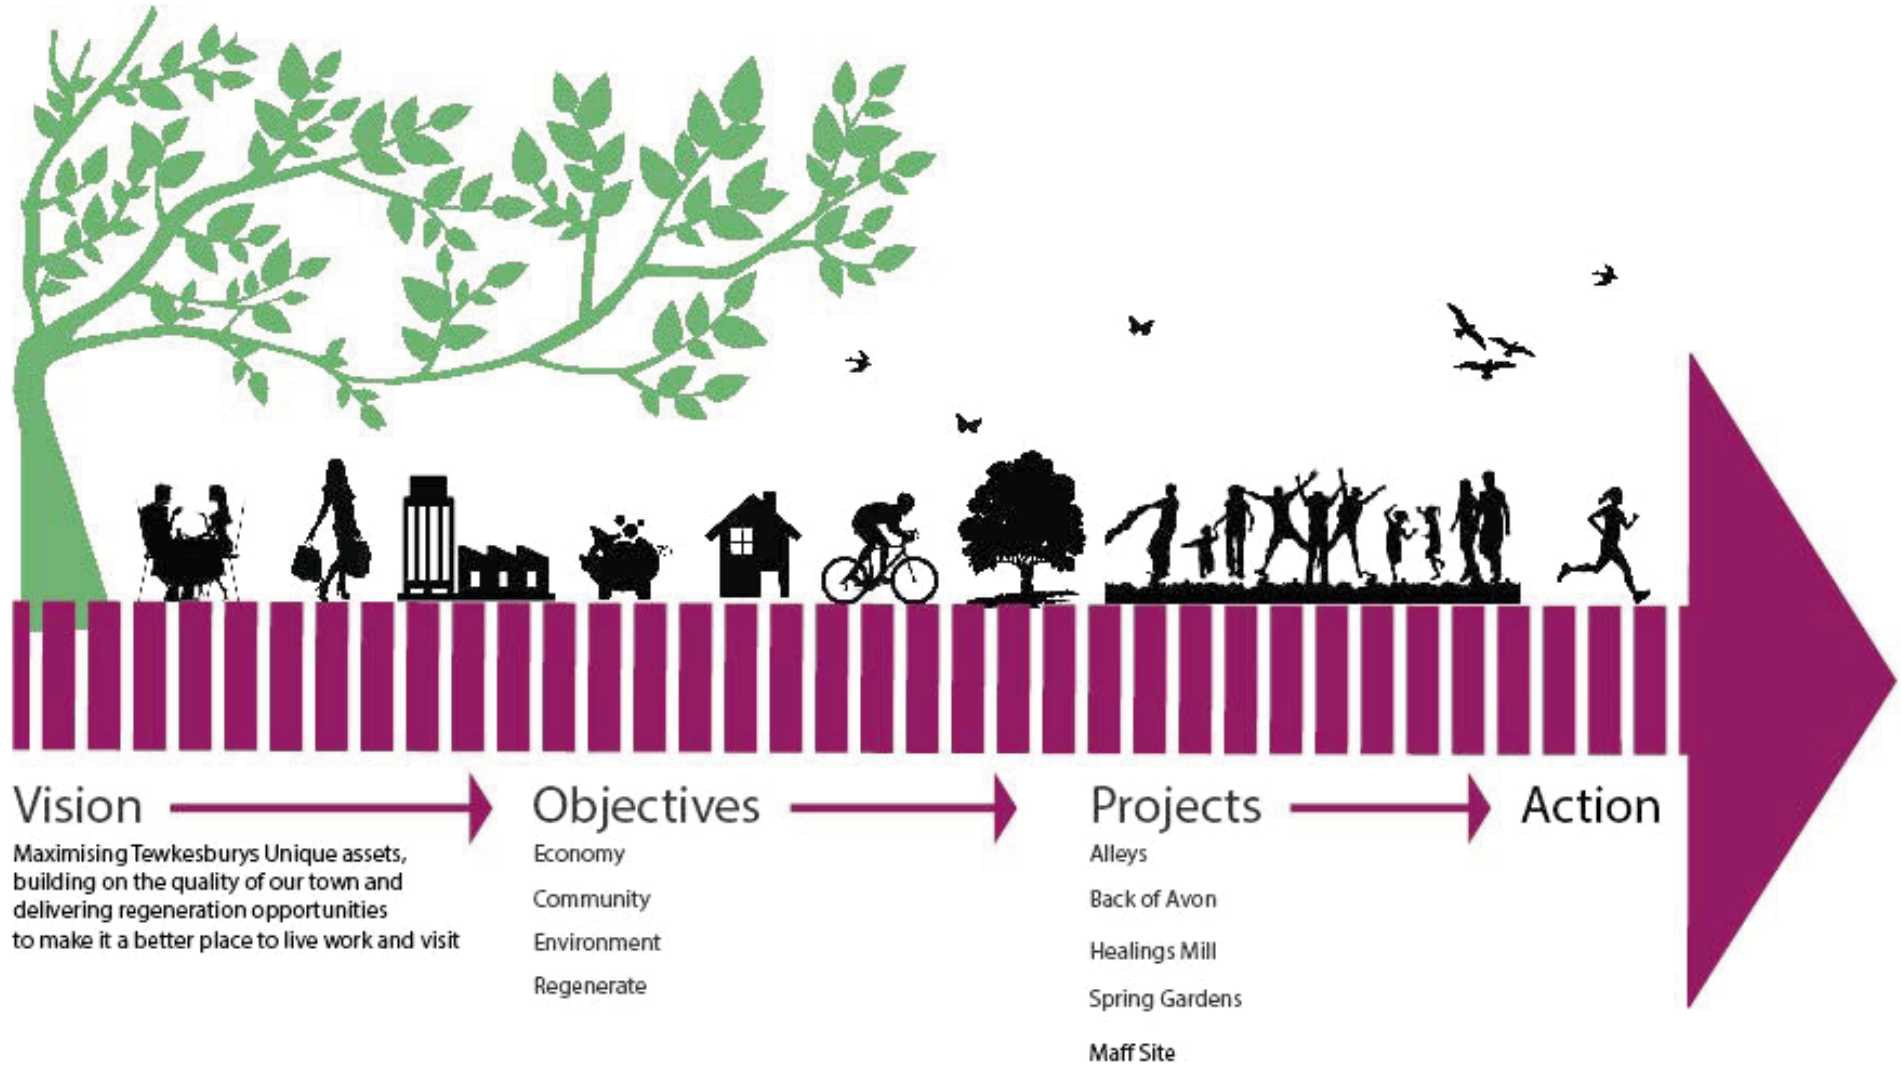 Vision
Maximising Tewkesburys Unique assets,
building on the quality of our town and
delivering regeneration opportunities
to make it a better place to live work and visit
Objectives
Economy
Community
Environment
Regenerate
Projects
Alleys
Back of Avon
Healings Mill
Spring Gardens
Maff Site
Action